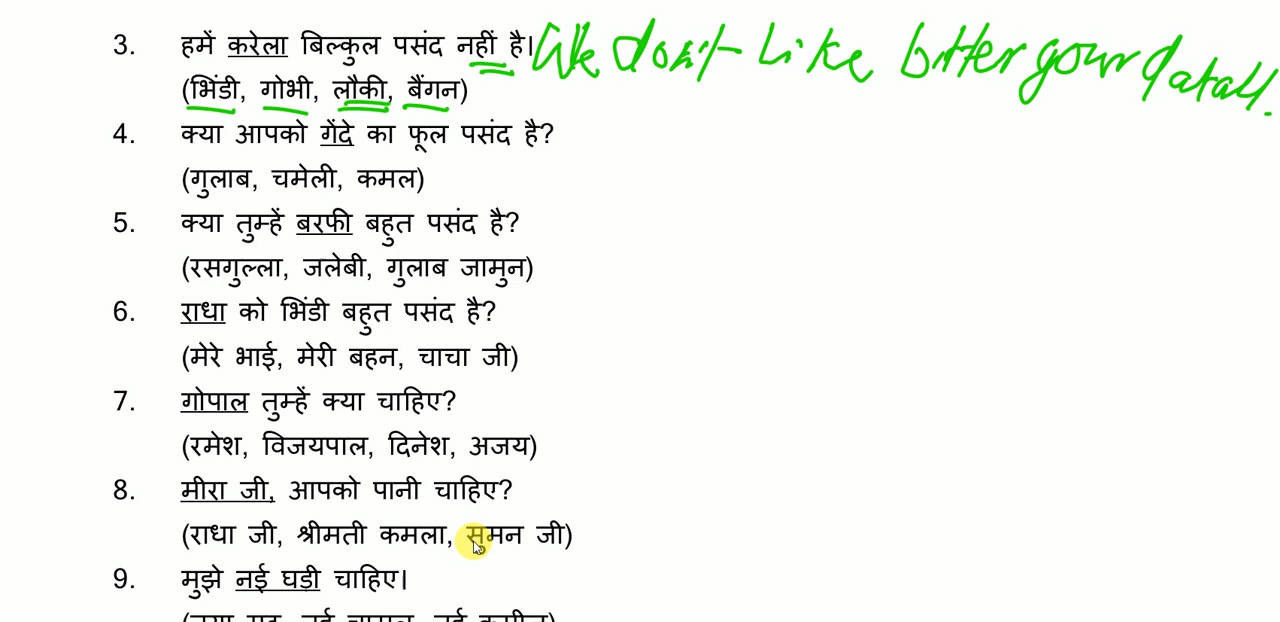 3. हमें करेला बिल्कुल पसंद नहीं है। We don't like bitter gourd atall.
(भिंडी, गोभी, लौकी, बैंगन)
4. क्या आपको गेंदे का फूल पसंद है?
(गुलाब, चमेली, कमल)
5. क्या तुम्हें बरफी बहुत पसंद है?
(रसगुल्ला, जलेबी, गुलाब जामुन)
6. राधा को भिंडी बहुत पसंद है?
(मेरे भाई, मेरी बहन, चाचा जी)
7. गोपाल तुम्हें क्या चाहिए?
(रमेश, विजयपाल, दिनेश, अजय)
8. मीरा जी, आपको पानी चाहिए?
(राधा जी, श्रीमती कमला, सुमन जी)
9. मुझे नई घड़ी चाहिए।